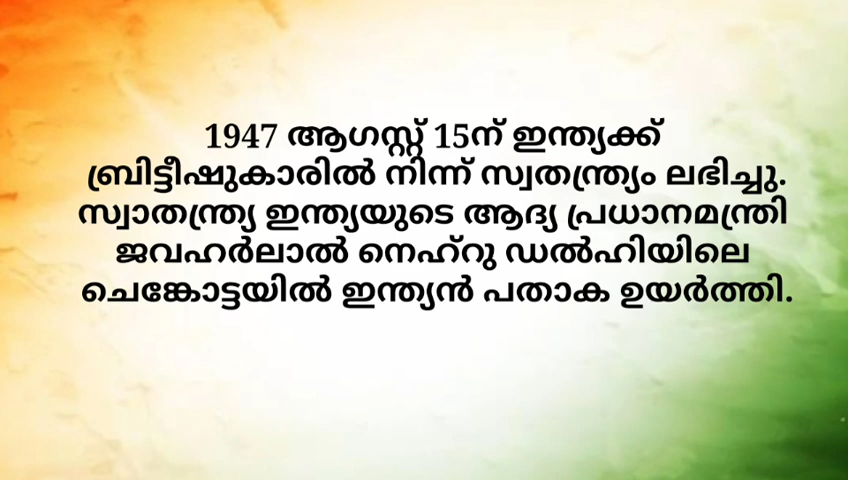 1947 ആഗസ്റ്റ് 15ന് ഇന്ത്യക്ക്
ബ്രിട്ടീഷുകാരിൽ നിന്ന് സ്വതന്ത്ര്യം ലഭിച്ചു.
സ്വാതന്ത്ര്യ ഇന്ത്യയുടെ ആദ്യ പ്രധാനമന്ത്രി
ജവഹർലാൽ നെഹ്റു ഡൽഹിയിലെ
ചെങ്കോട്ടയിൽ ഇന്ത്യൻ പതാക ഉയർത്തി.